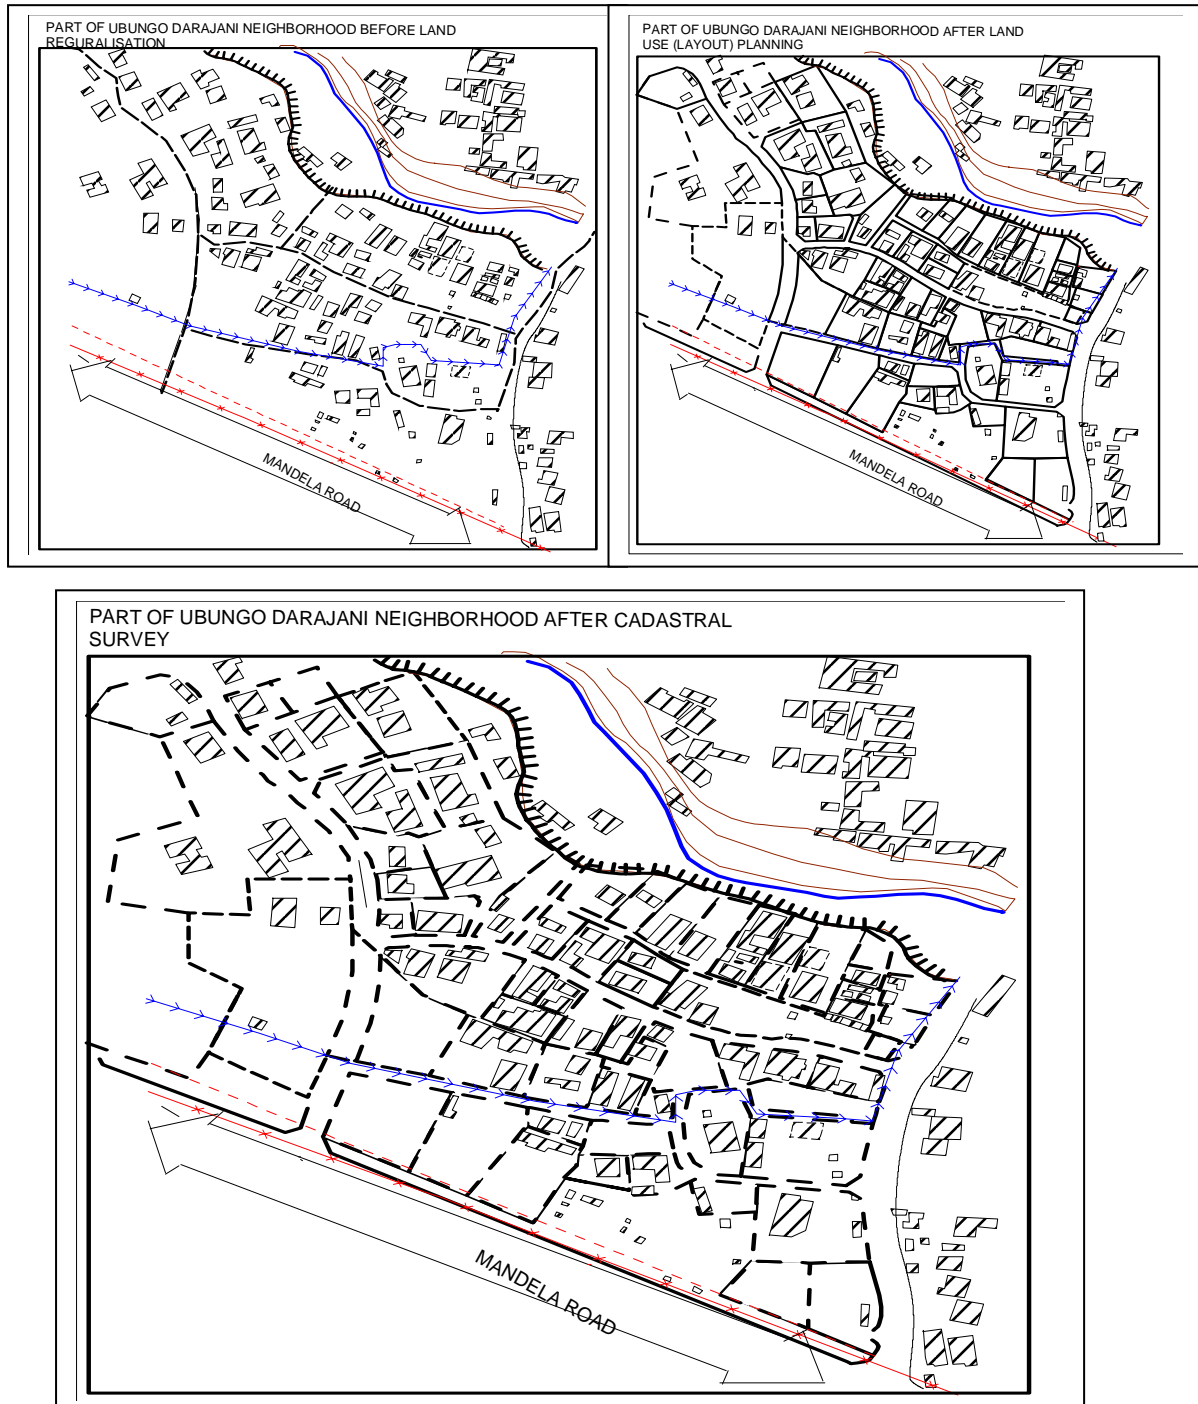 PART OF UBUNGO DARAJANI NEIGHBORHOOD BEFORE LAND
REGURALISATION
MANDELA ROAD
PART OF UBUNGO DARAJANI NEIGHBORHOOD AFTER LAND
USE (LAYOUT) PLANNING
MANDELA ROAD
PART OF UBUNGO DARAJANI NEIGHBORHOOD AFTER CADASTRAL
SURVEY
MANDELA ROAD